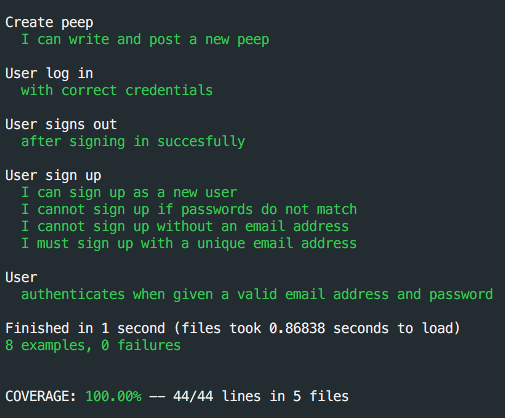 Create peep
I can write and post a new peep
User log in
with correct credentials
User signs out
after signing in succesfully
User sign up
I can sign up as a new user
I cannot sign up if passwords do not match
I cannot sign up without an email address
I must sign up with a unique email address
User
authenticates when given a valid email address and password
Finished in 1 second (files took 0.86838 seconds to load)
8 examples, 0 failures
COVERAGE: 100.00% -- 44/44 lines in 5 files